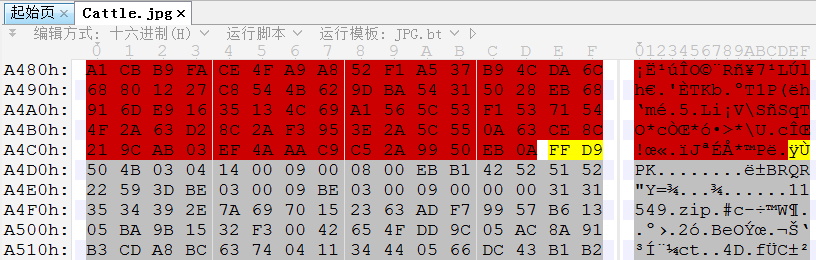 起始页 Cattle.jpg×
编辑方式: 十六进制(H) 运行脚本 运行模板: JPG.bt
0 1 2 3 4 5 6 7 8 9 A B C D E F 0123456789ABCDEF
A480h: A1 CB B9 FA CE 4F A9 A8 52 F1 A5 37 B9 4C DA 6C ¡Ë¹úÎO©¨Rñ¥7¹LÚl
A490h: 68 80 12 27 C8 54 4B 62 9D BA 54 31 50 28 EB 68 h€.'ÈTKb.ºT1P(ëh
A4A0h: 91 6D E9 16 35 13 4C 69 A1 56 5C 53 F1 53 71 54 ‘mé.5.Li¡V\SñSqT
A4B0h: 4F 2A 63 D2 8C 2A F3 95 3E 2A 5C 55 0A 63 CE 8C O*cÒŒ*ó•>*\U.cÎŒ
A4C0h: 21 9C AB 03 EF 4A AA C9 C5 2A 99 50 EB 0A FF D9 !œ«.ïJªÉÅ*™Pë.ÿÙ
A4D0h: 50 4B 03 04 14 00 09 00 08 00 EB B1 42 52 51 52 PK........ë±BRQR
A4E0h: 22 59 3D BE 03 00 09 BE 03 00 09 00 00 00 31 31 "Y=¾...¾......11
A4F0h: 35 34 39 2E 7A 69 70 15 23 63 AD F7 99 57 B6 13 549.zip.#c-÷™W¶.
A500h: 05 BA 9B 15 32 F3 00 42 65 4F DD 9C 05 AC 8A 91 .º›.2ó.BeOÝœ.¬Š‘
A510h: B3 CD A8 BC 63 74 04 11 34 44 05 66 DC 43 B1 B2 ³Í¨¼ct..4D.fÜC±²